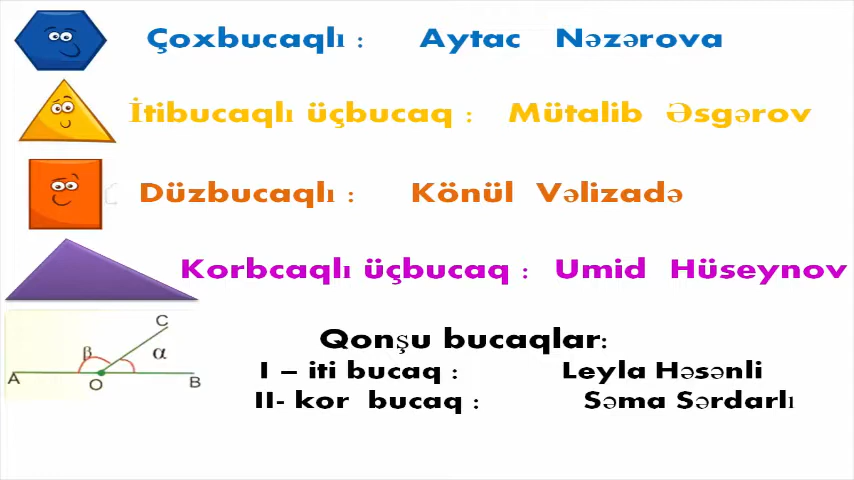 Çoxbucaqlı : Aytac Nəzərova
İtibucaqlı üçbucaq : Mütalib Əsgərov
Düzbucaqlı : Könül Vəlizadə
Korbcaqlı üçbucaq : Umid Hüseynov
Qonşu bucaqlar:
I – iti bucaq : Leyla Həsənli
II- kor bucaq : Səma Sərdarlı
C
β α
A O B